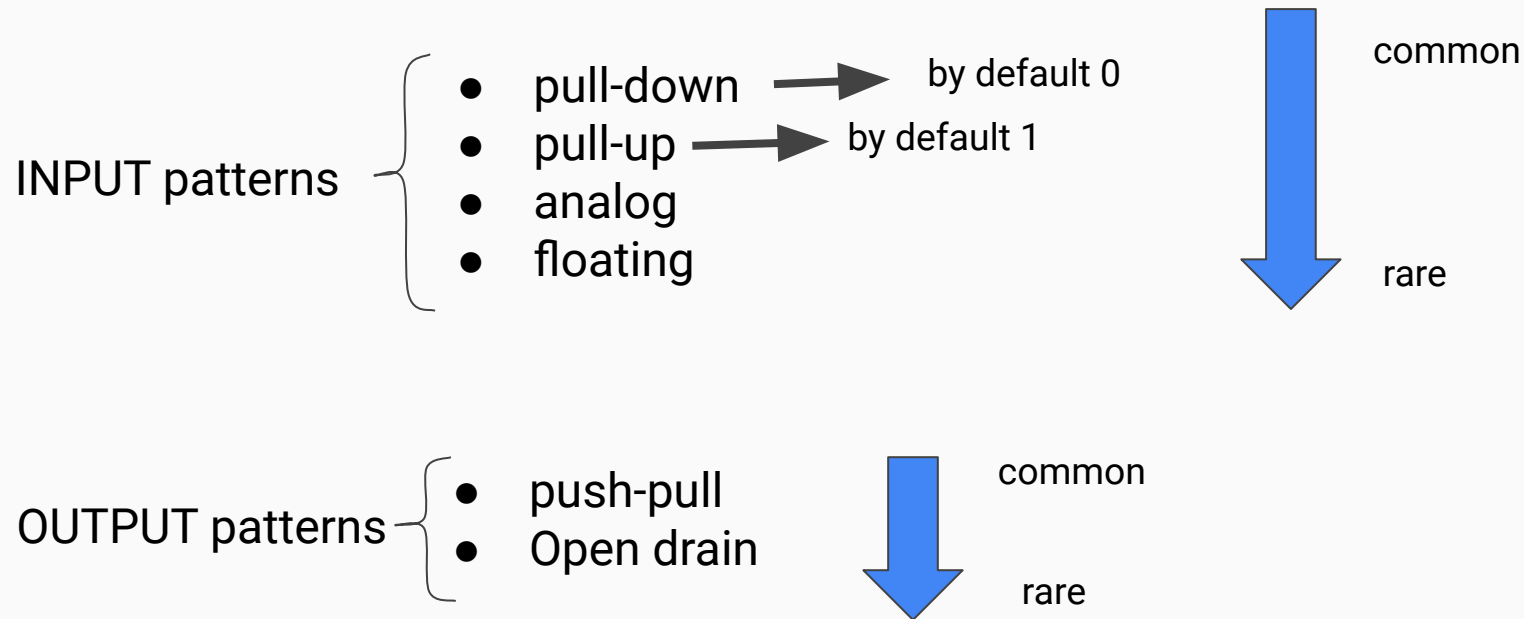 common
● pull-down by default 0
● pull-up by default 1
INPUT patterns
● analog
● floating
rare
● push-pull common
OUTPUT patterns
● Open drain
rare